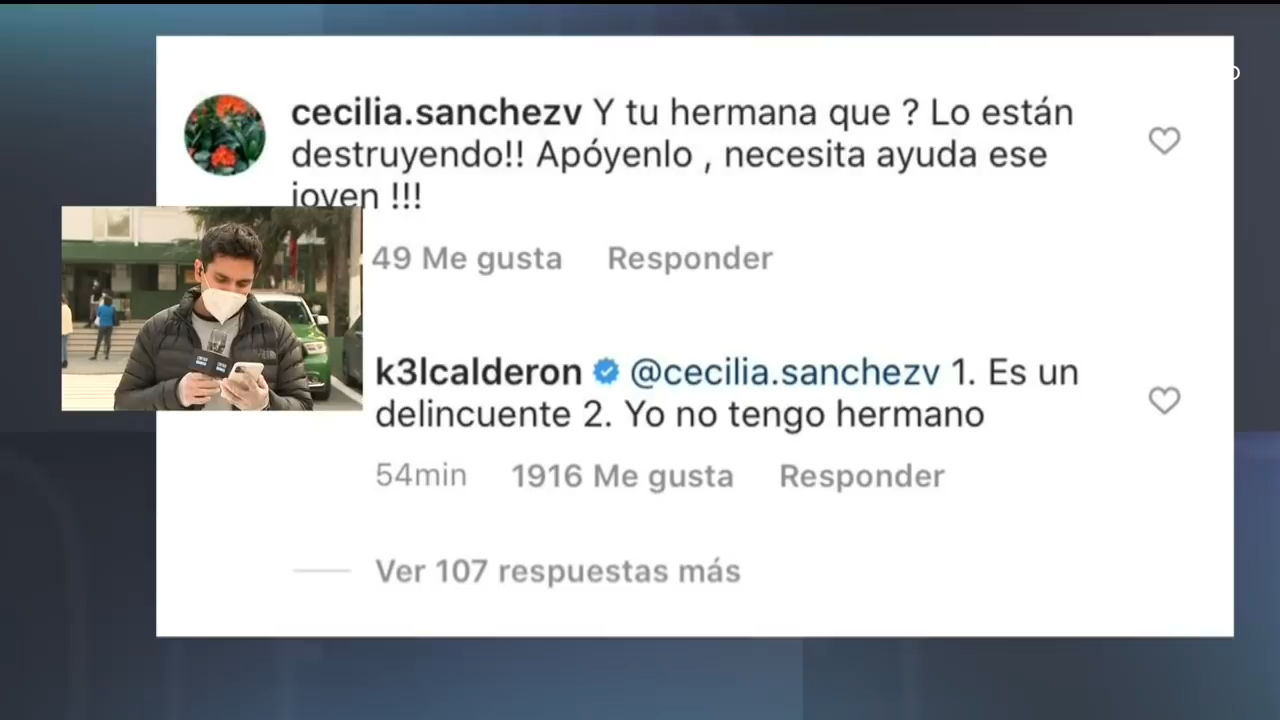 cecilia.sanchezv Y tu hermana que ? Lo están
destruyendo!! Apóyenlo , necesita ayuda ese
joven !!!
49 Me gusta Responder
k3lcalderon @cecilia.sanchezv 1. Es un
delincuente 2. Yo no tengo hermano
54min 1916 Me gusta Responder
Ver 107 respuestas más